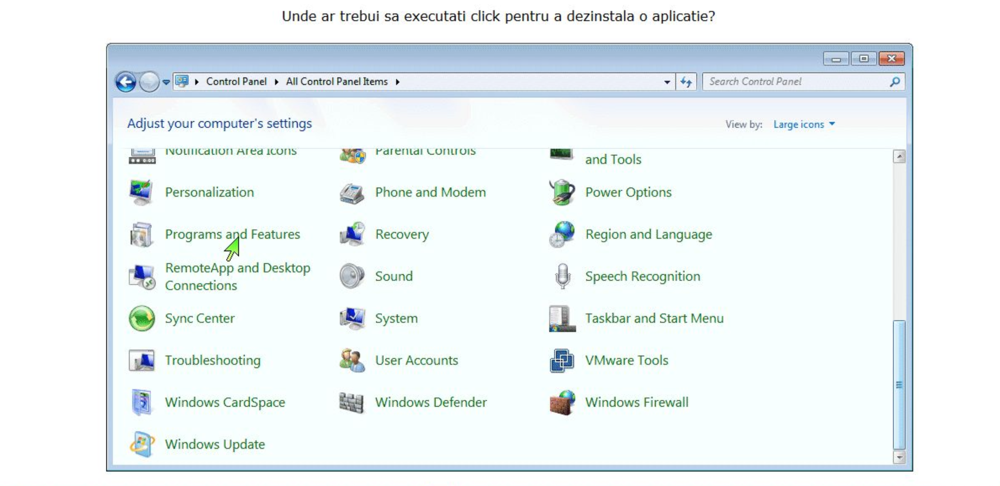 Unde ar trebui sa executati click pentru a dezinstala o aplicatie?
Control Panel All Control Panel Items
Search Control Panel
Adjust your computer's settings
View by: Large icons
Notification Area Icons
Parental Controls
and Tools
Personalization
Phone and Modem
Power Options
Programs and Features
Recovery
Region and Language
RemoteApp and Desktop
Connections
Sound
Speech Recognition
Sync Center
System
Taskbar and Start Menu
Troubleshooting
User Accounts
VMware Tools
Windows CardSpace
Windows Defender
Windows Firewall
Windows Update